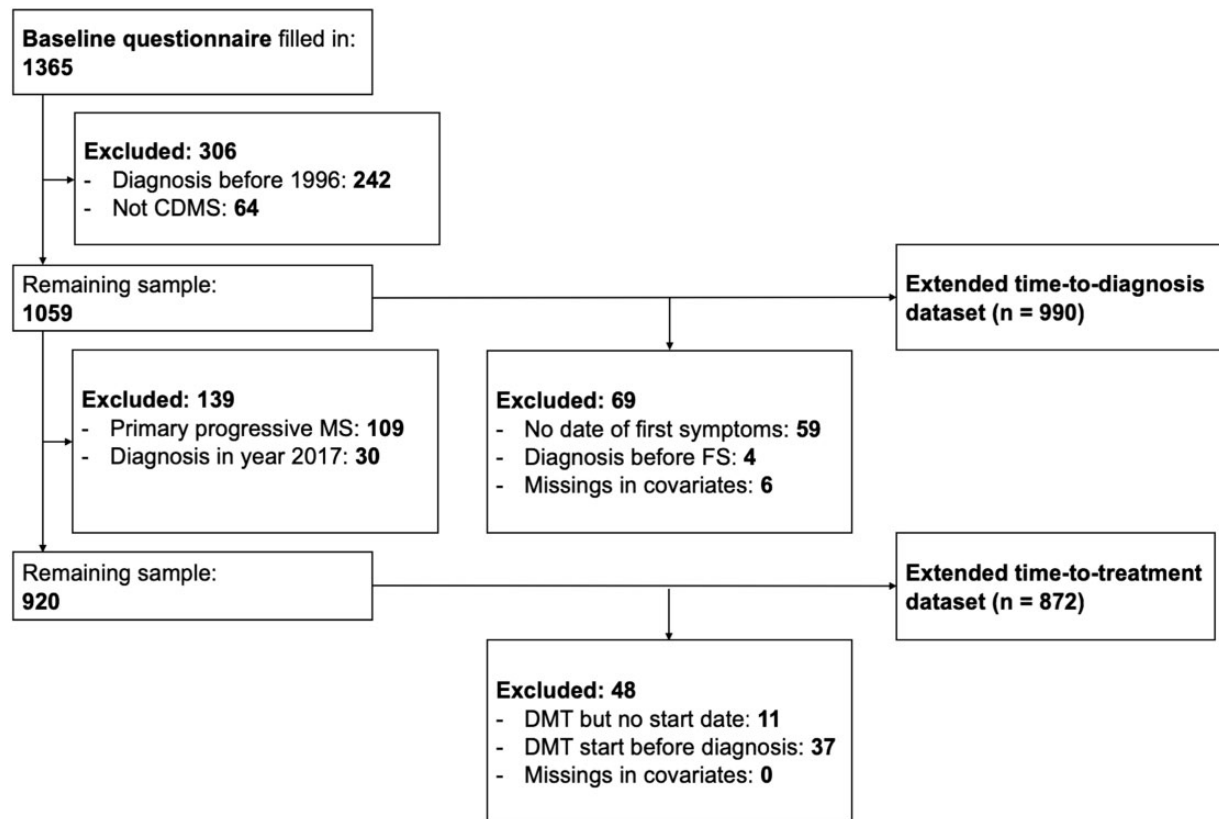 Baseline questionnaire filled in:
1365
Excluded: 306
- Diagnosis before 1996: 242
- Not CDMS: 64
Remaining sample:
1059
Extended time-to-diagnosis
dataset (n = 990)
Excluded: 139
- Primary progressive MS: 109
- Diagnosis in year 2017: 30
Excluded: 69
- No date of first symptoms: 59
- Diagnosis before FS: 4
- Missings in covariates: 6
Remaining sample:
920
Extended time-to-treatment
dataset (n = 872)
Excluded: 48
- DMT but no start date: 11
- DMT start before diagnosis: 37
- Missings in covariates: 0